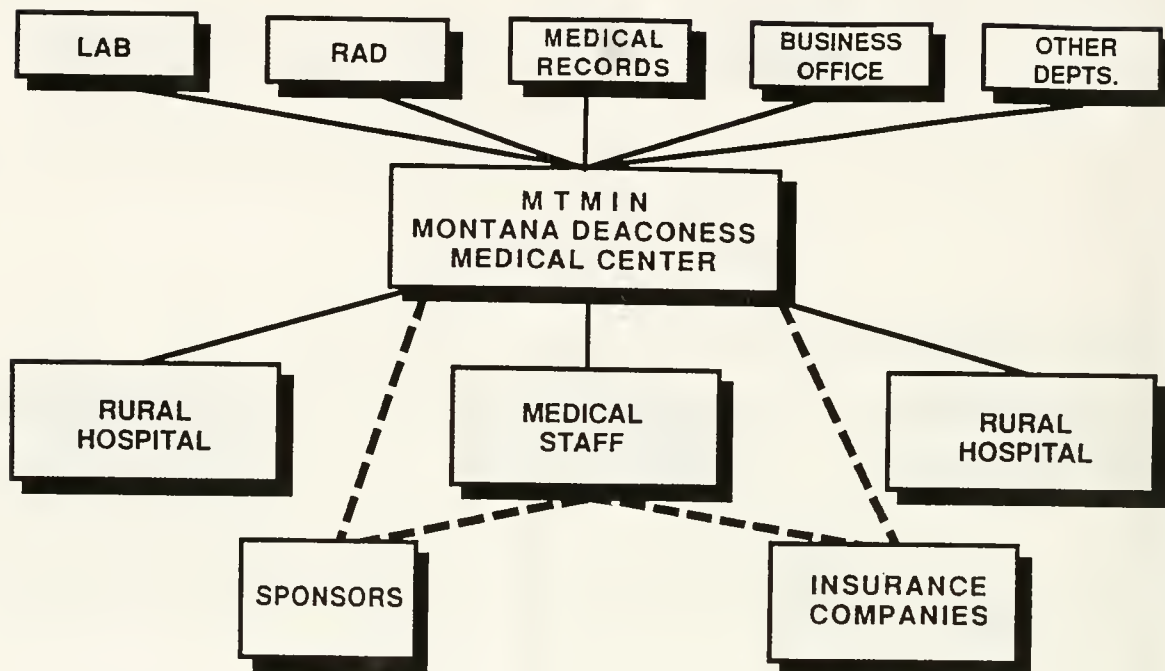 LAB
RAD
MEDICAL
RECORDS
BUSINESS
OFFICE
OTHER
DEPTS.
M T M I N
MONTANA DEACONESS
MEDICAL CENTER
RURAL
HOSPITAL
MEDICAL
STAFF
RURAL
HOSPITAL
SPONSORS
INSURANCE
COMPANIES